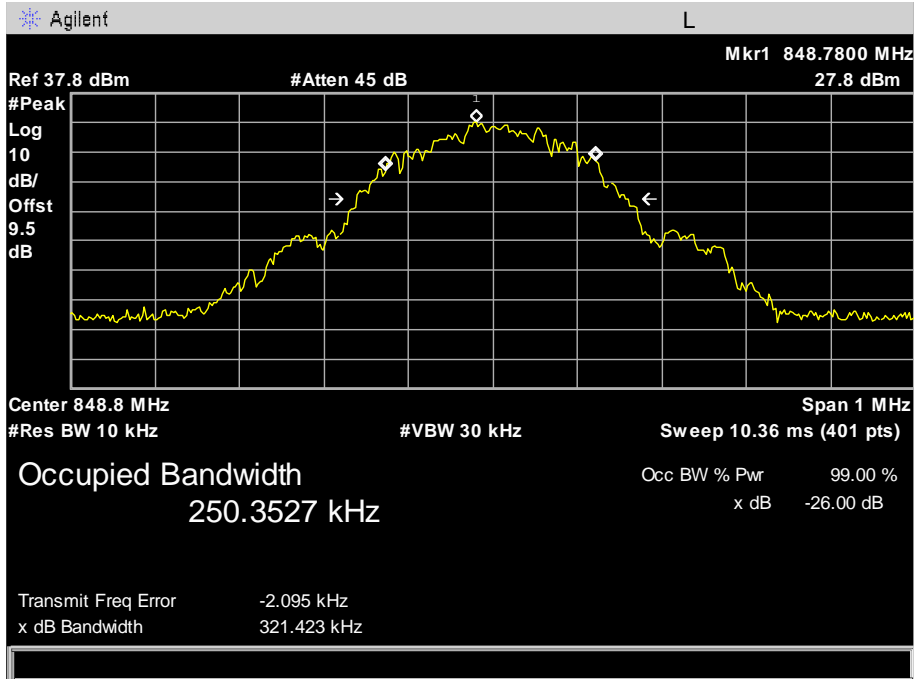 Agilent L
Mkr1 848.7800 MHz
Ref 37.8 dBm #Atten 45 dB 27.8 dBm
#Peak
1
Log
10
dB/
Offst
9.5
dB
Center 848.8 MHz Span 1 MHz
#Res BW 10 kHz #VBW 30 kHz Sweep 10.36 ms (401 pts)
Occupied Bandwidth Occ BW % Pwr 99.00 %
250.3527 kHz x dB -26.00 dB
Transmit Freq Error -2.095 kHz
x dB Bandwidth 321.423 kHz